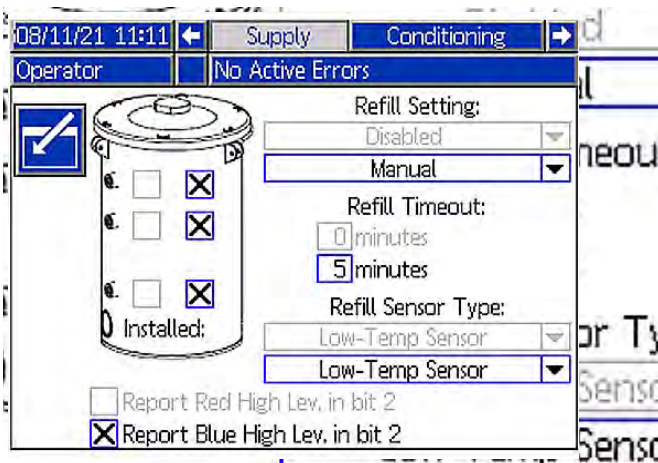 08/11/21 11:11 Supply Conditioning
Operator No Active Errors
Refill Setting:
Disabled
Manual
Refill Timeout:
0 minutes
5 minutes
Refill Sensor Type:
Installed:
Low-Temp Sensor
Low-Temp Sensor
Report Red High Lev. in bit 2
Report Blue High Lev. in bit 2